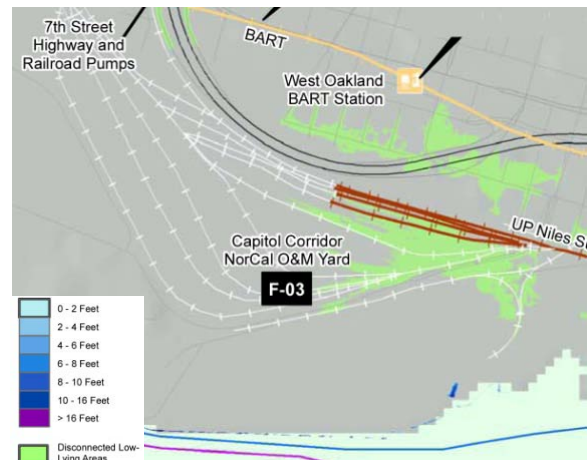 7th Street
Highway and
Railroad Pumps
BART
West Oakland
BART Station
UP Niles
Capitol Corridor
NorCal O&M Yard
F-03
0 - 2 Feet
2 - 4 Feet
4 - 6 Feet
6 - 8 Feet
8 - 10 Feet
10 - 16 Feet
> 16 Feet
Disconnected Low-
Lying Areas